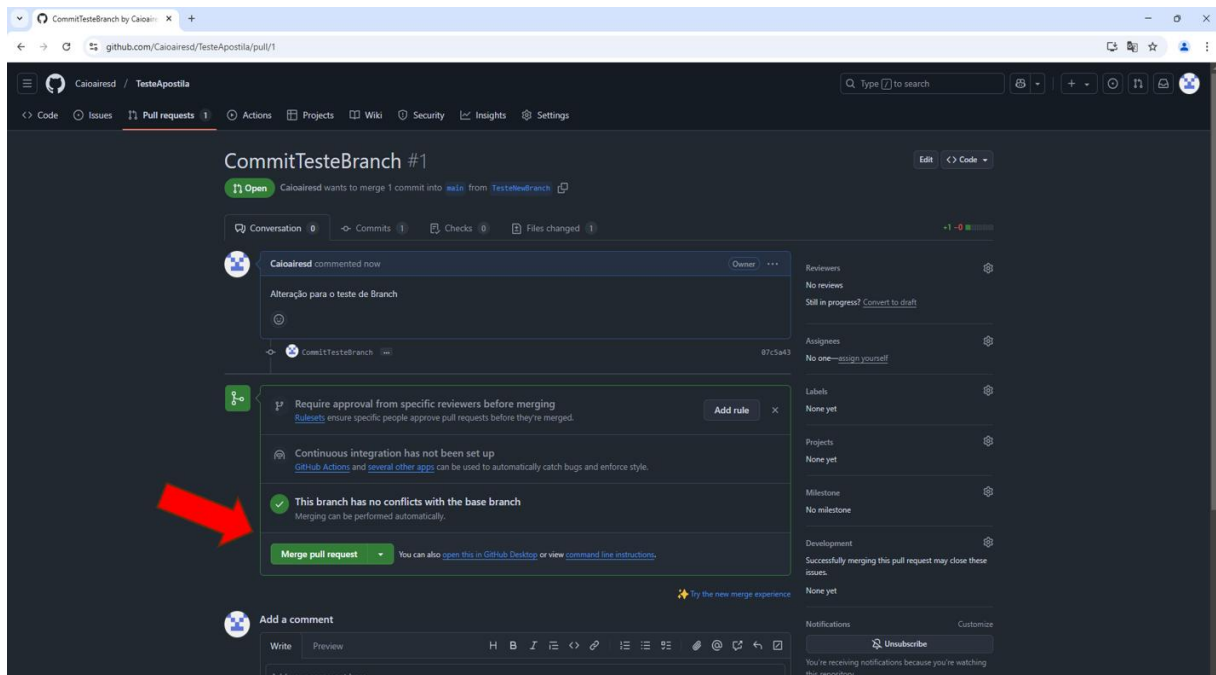 CommitTesteBranch by Caioaire
github.com/Caioairesd/TesteApostila/pull/1
Caioairesd / TesteApostila
Type / to search
Code Issues Pull requests 1 Actions Projects Wiki Security Insights Settings
CommitTesteBranch #1
Edit Code
Open Caioairesd wants to merge 1 commit into main from TesteNewBranch
Conversation 0 Commits 1 Checks 0 Files changed 1
+1 -0
Caioairesd commented now
Owner
Alteração para o teste de Branch
CommitTesteBranch
07c5a43
Require approval from specific reviewers before merging
Rulesets ensure specific people approve pull requests before they're merged.
Add rule
Continuous integration has not been set up
GitHub Actions and several other apps can be used to automatically catch bugs and enforce style.
This branch has no conflicts with the base branch
Merging can be performed automatically.
Merge pull request
You can also open this in GitHub Desktop or view command line instructions.
Try the new merge experience
Add a comment
Write Preview
Reviewers
No reviews
Still in progress? Convert to draft
Assignees
No one—assign yourself
Labels
None yet
Projects
None yet
Milestone
No milestone
Development
Successfully merging this pull request may close these
issues.
None yet
Notifications
Customize
Unsubscribe
You're receiving notifications because you're watching
this repository.